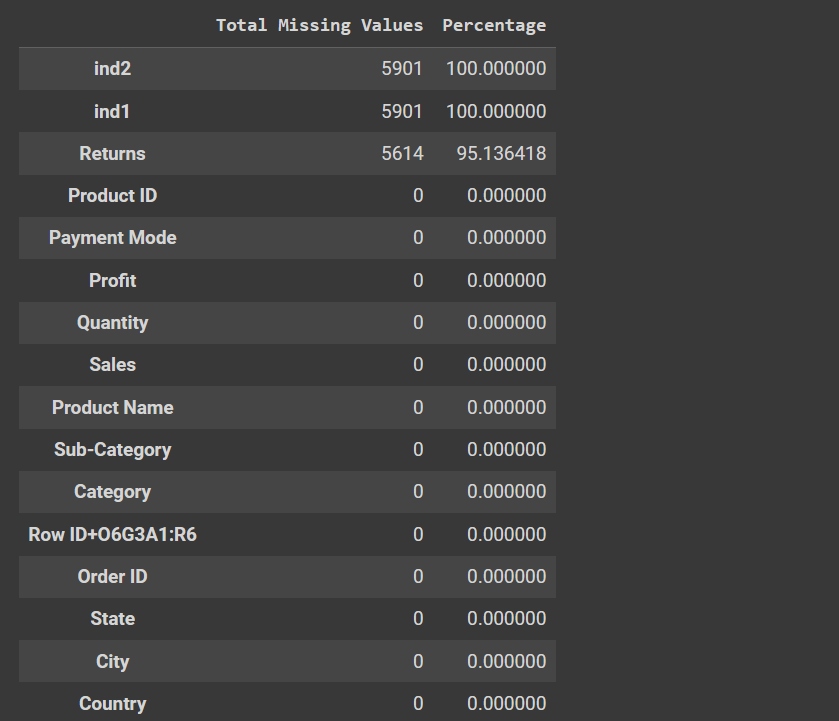 Total Missing Values Percentage
ind2 5901 100.000000
ind1 5901 100.000000
Returns 5614 95.136418
Product ID 0 0.000000
Payment Mode 0 0.000000
Profit 0 0.000000
Quantity 0 0.000000
Sales 0 0.000000
Product Name 0 0.000000
Sub-Category 0 0.000000
Category 0 0.000000
Row ID+O6G3A1:R6 0 0.000000
Order ID 0 0.000000
State 0 0.000000
City 0 0.000000
Country 0 0.000000